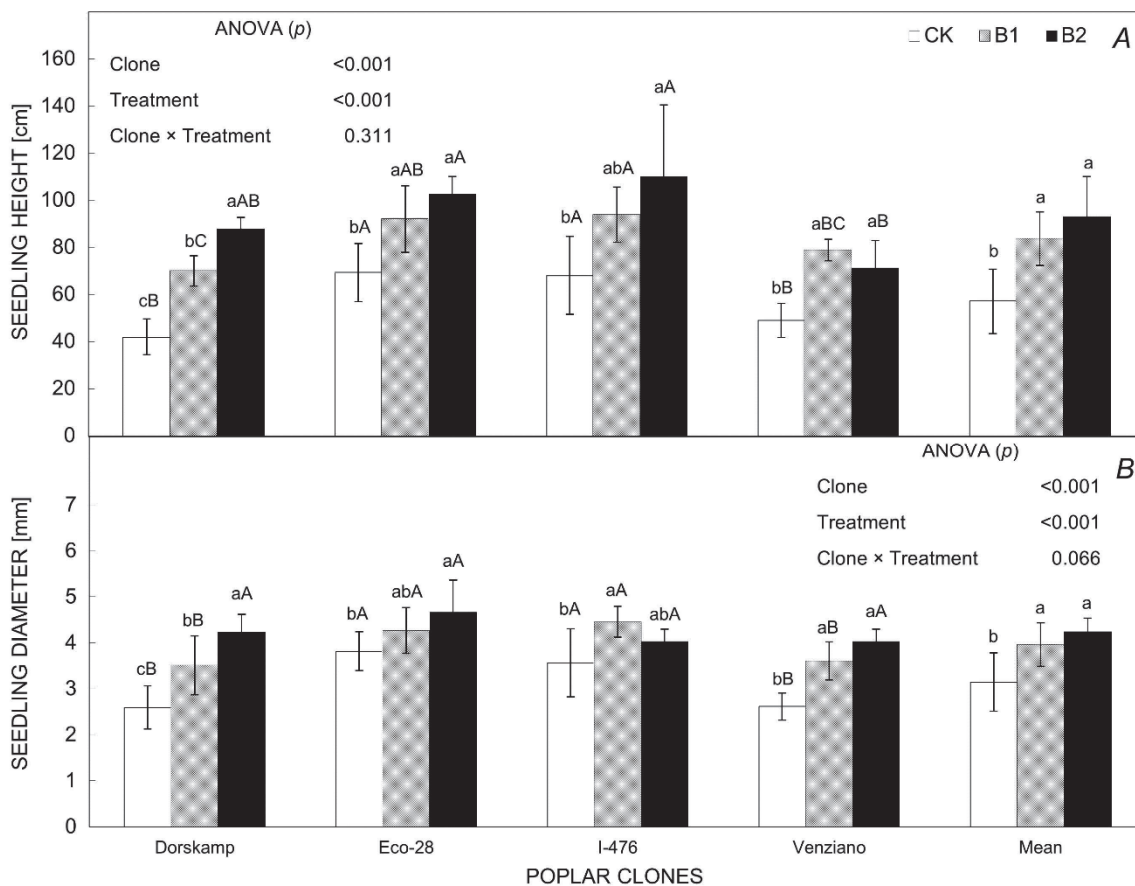 ANOVA (p)
CK B1 B2 A
Clone <0.001
Treatment <0.001
Clone × Treatment 0.311
SEEDLING HEIGHT [cm]
160
140
120
100
80
60
40
20
0
cB bC aAB
bA aAB aA
bA abA aA
bB aBC aB
b a a
ANOVA (p)
B
Clone <0.001
Treatment <0.001
Clone × Treatment 0.066
SEEDLING DIAMETER [mm]
7
6
5
4
3
2
1
0
cB bB aA
bA abA aA
bA aA abA
bB aB aA
b a a
Dorskamp Eco-28 I-476 Venziano Mean
POPLAR CLONES